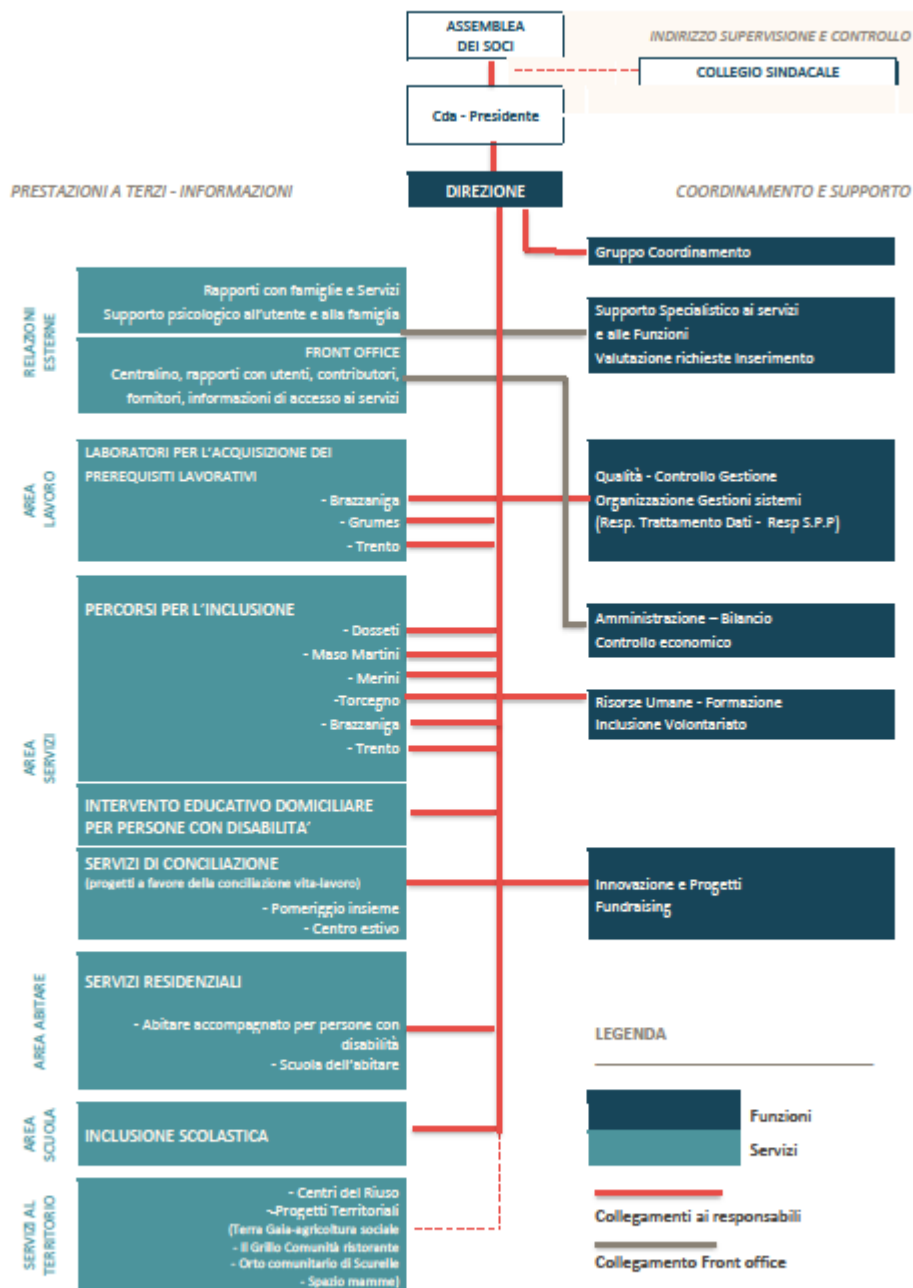 ASSEMBLEA
DEI SOCI
INDIRIZZO SUPERVISIONE E CONTROLLO
COLLEGIO SINDACALE
Cda - Presidente
PRESTAZIONI A TERZI - INFORMAZIONI
DIREZIONE
COORDINAMENTO E SUPPORTO
Gruppo Coordinamento
RELAZIONI
ESTERNE
Rapporti con famiglie e Servizi
Supporto psicologico all'utente e alla famiglia
Supporto Specialistico ai servizi
e alle Funzioni
Valutazione richieste Inserimento
FRONT OFFICE
Centralino, rapporti con utenti, contributori,
fornitori, informazioni di accesso ai servizi
AREA
LAVORO
LABORATORI PER L'ACQUISIZIONE DEI
PREREQUISITI LAVORATIVI
- Brazzaniga
- Grumes
- Trento
Qualità - Controllo Gestione
Organizzazione Gestioni sistemi
(Resp. Trattamento Dati - Resp S.P.P)
AREA
SERVIZI
PERCORSI PER L'INCLUSIONE
- Dosseti
- Maso Martini
- Merini
-Torcegno
- Brazzaniga
- Trento
Amministrazione – Bilancio
Controllo economico
Risorse Umane - Formazione
Inclusione Volontariato
INTERVENTO EDUCATIVO DOMICILIARE
PER PERSONE CON DISABILITA'
SERVIZI DI CONCILIAZIONE
(progetti a favore della conciliazione vita-lavoro)
- Pomeriggio insieme
- Centro estivo
Innovazione e Progetti
Fundraising
AREA ABITARE
SERVIZI RESIDENZIALI
- Abitare accompagnato per persone con
disabilità
- Scuola dell'abitare
AREA
SCUOLA
INCLUSIONE SCOLASTICA
SERVIZI AL
TERRITORIO
- Centri del Riuso
-Progetti Territoriali
(Terra Gaia-agricoltura sociale
- Il Grillo Comunità ristorante
- Orto comunitario di Scurelle
- Spazio mamme)
LEGENDA
Funzioni
Servizi
Collegamenti ai responsabili
Collegamento Front office